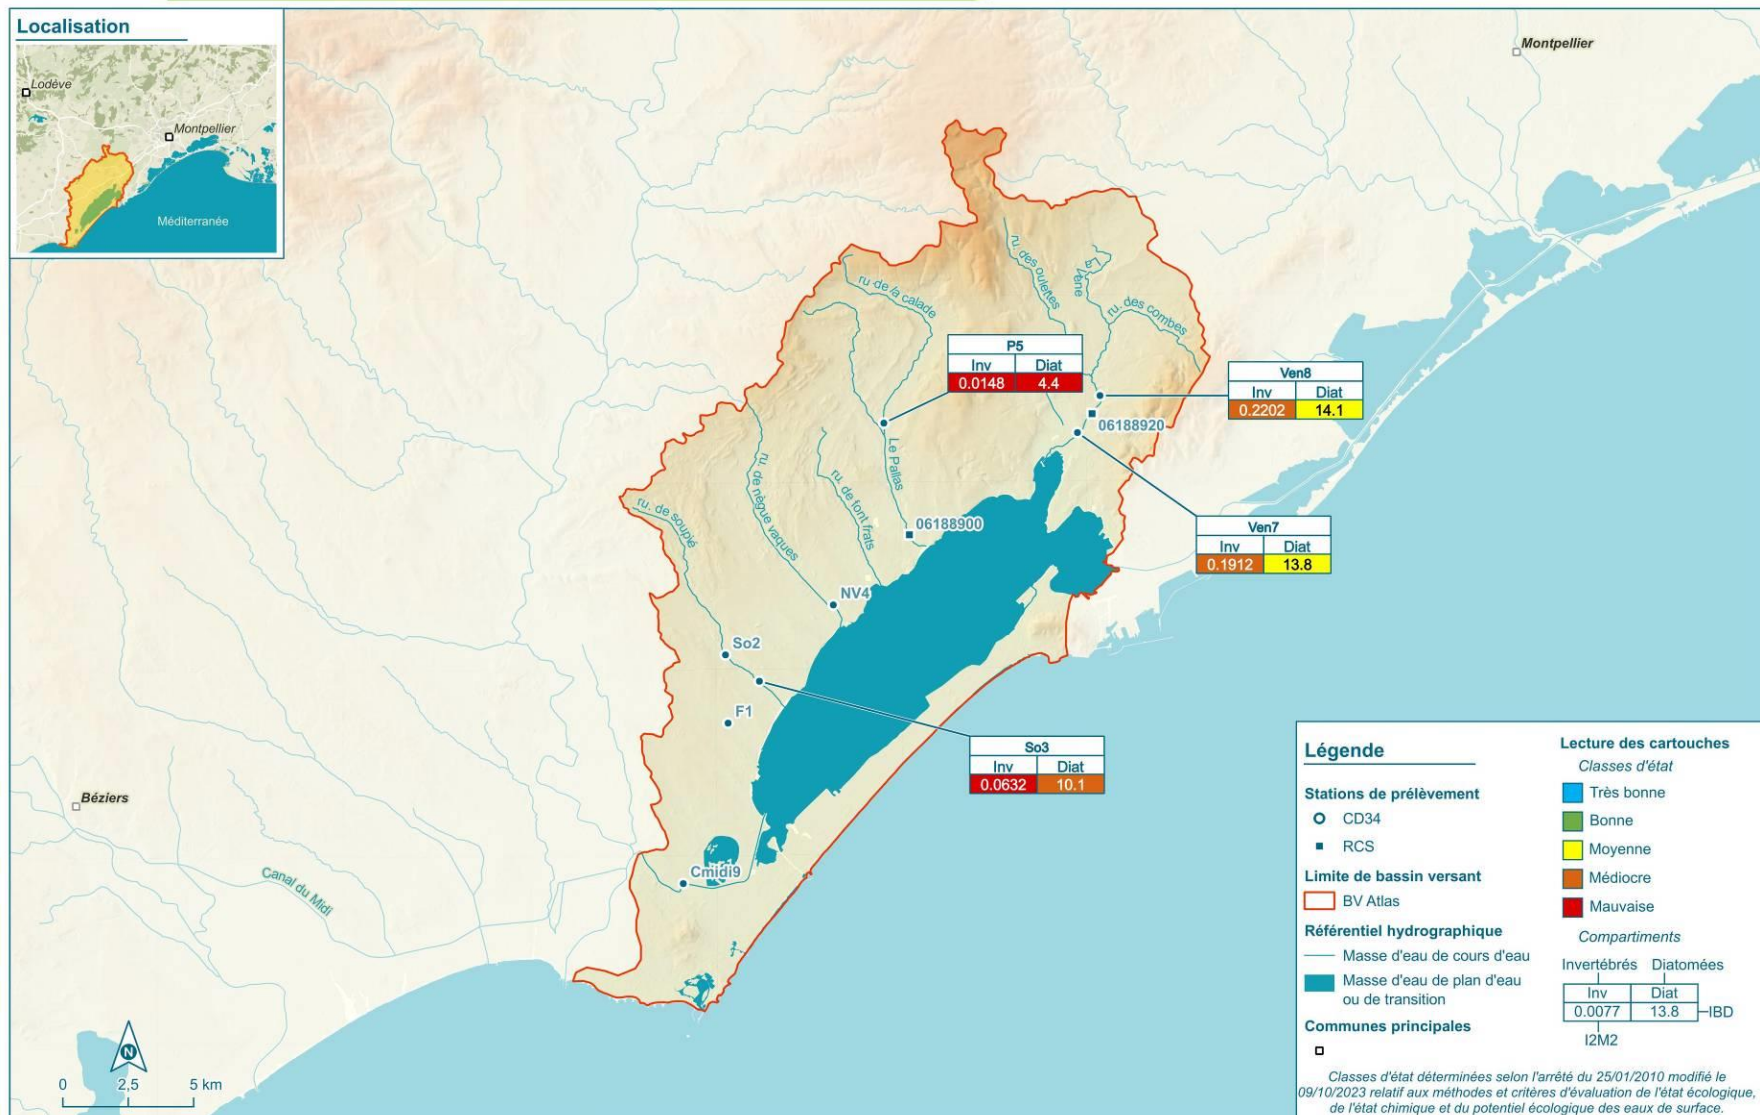 Localisation
Lodève
Montpellier
Méditerranée
Montpellier
ru. des oulettes
La Vène
ru. des combes
ru de la calade
P5
Inv Diat
0.0148 4.4
Ven8
Inv Diat
0.2202 14.1
06188920
Le Pallas
ru. de nègue vaques
ru. de font frats
ru. de soupié
06188900
Ven7
Inv Diat
0.1912 13.8
NV4
So2
F1
So3
Inv Diat
0.0632 10.1
Béziers
Canal du Midi
Cmidi9
N
0 2,5 5 km
Légende
Stations de prélèvement
CD34
RCS
Limite de bassin versant
BV Atlas
Référentiel hydrographique
Masse d'eau de cours d'eau
Masse d'eau de plan d'eau
ou de transition
Communes principales
Lecture des cartouches
Classes d'état
Très bonne
Bonne
Moyenne
Médiocre
Mauvaise
Compartiments
Invertébrés Diatomées
Inv Diat
0.0077 13.8 IBD
I2M2
Classes d'état déterminées selon l'arrêté du 25/01/2010 modifié le
09/10/2023 relatif aux méthodes et critères d'évaluation de l'état écologique,
de l'état chimique et du potentiel écologique des eaux de surface.